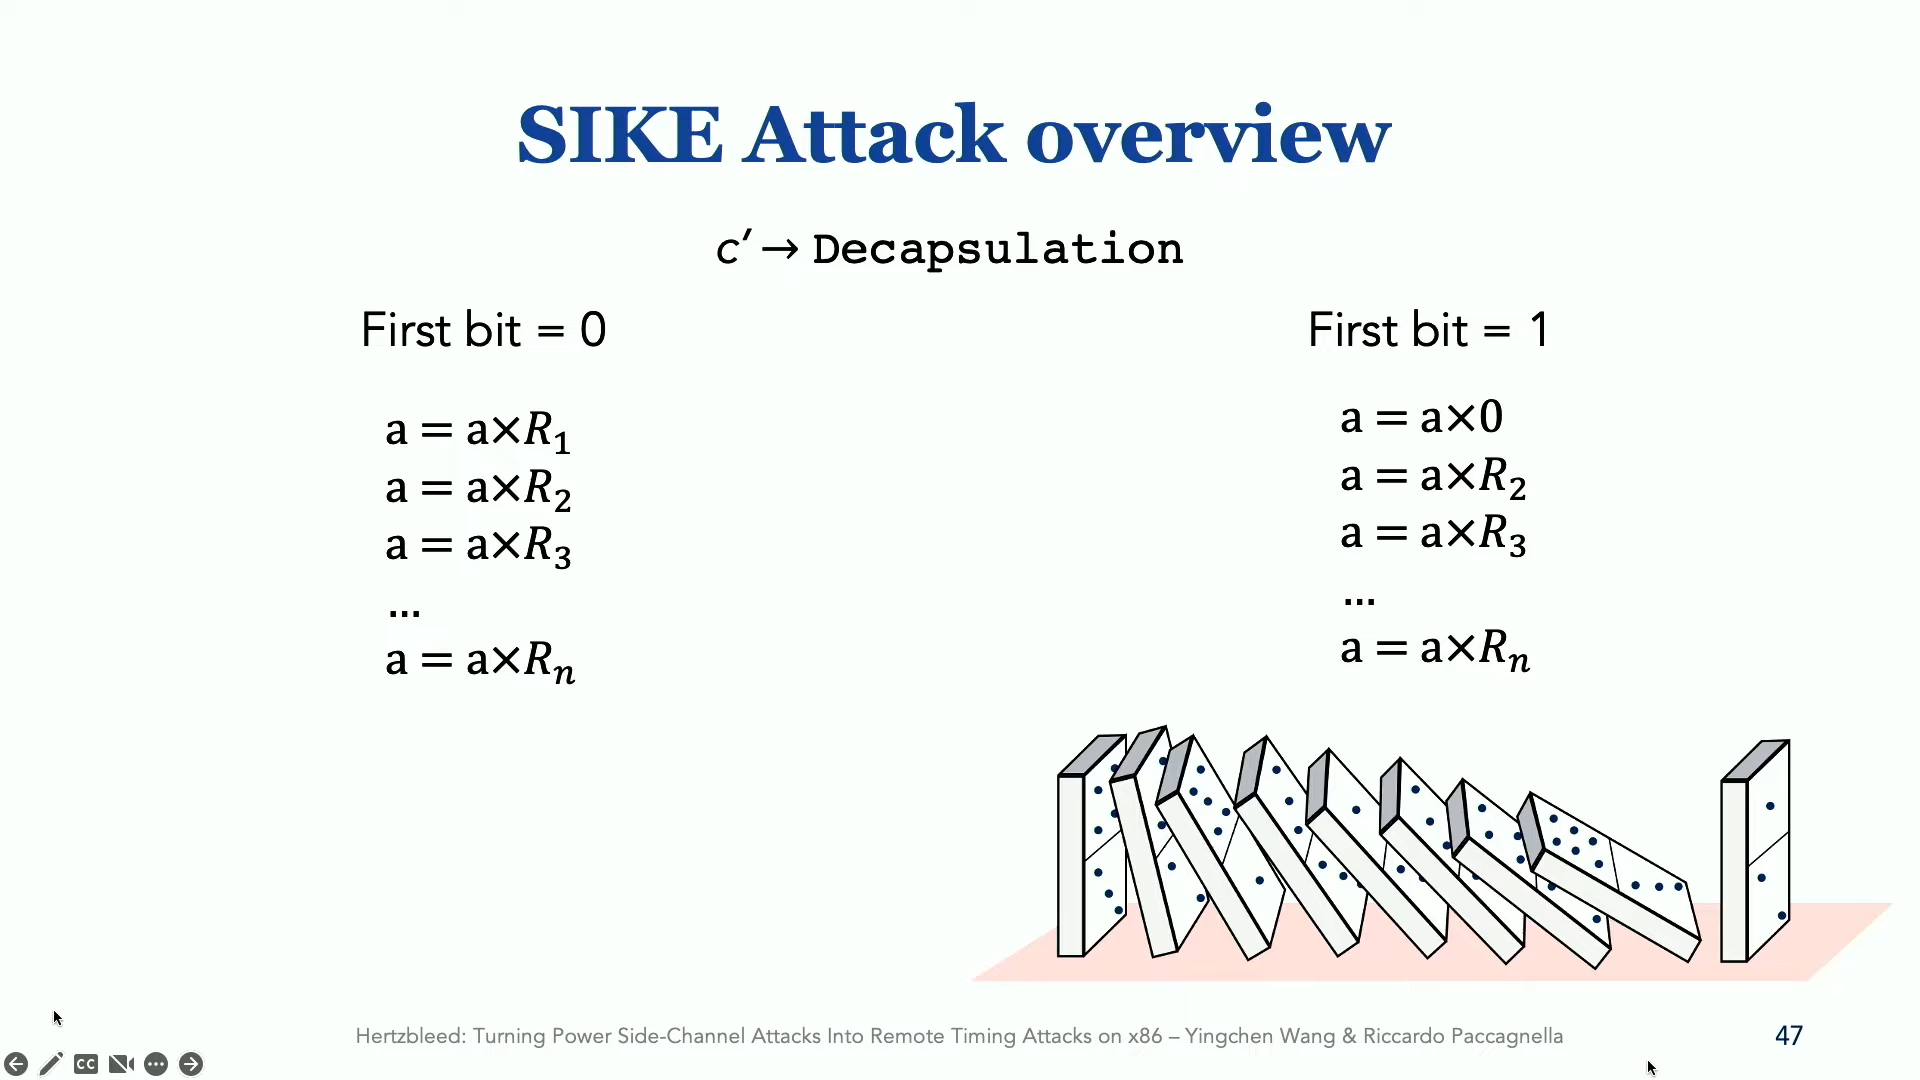 SIKE Attack overview
c′→ Decapsulation
First bit = 0
a = a×R₁
a = a×R₂
a = a×R₃
...
a = a×Rₙ
First bit = 1
a = a×0
a = a×R₂
a = a×R₃
...
a = a×Rₙ
Hertzbleed: Turning Power Side-Channel Attacks Into Remote Timing Attacks on x86 – Yingchen Wang & Riccardo Paccagnella
47
CC